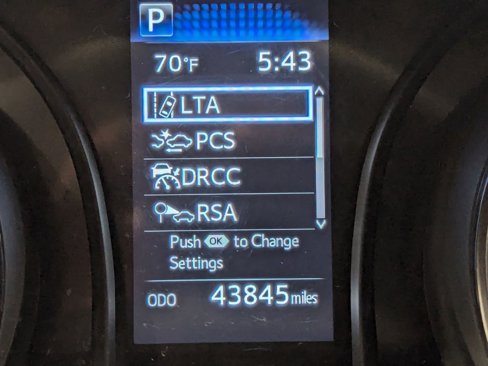 P
70°F 5:43
LTA
PCS
DRCC
RSA
Push OK to Change
Settings
ODO 43845 miles